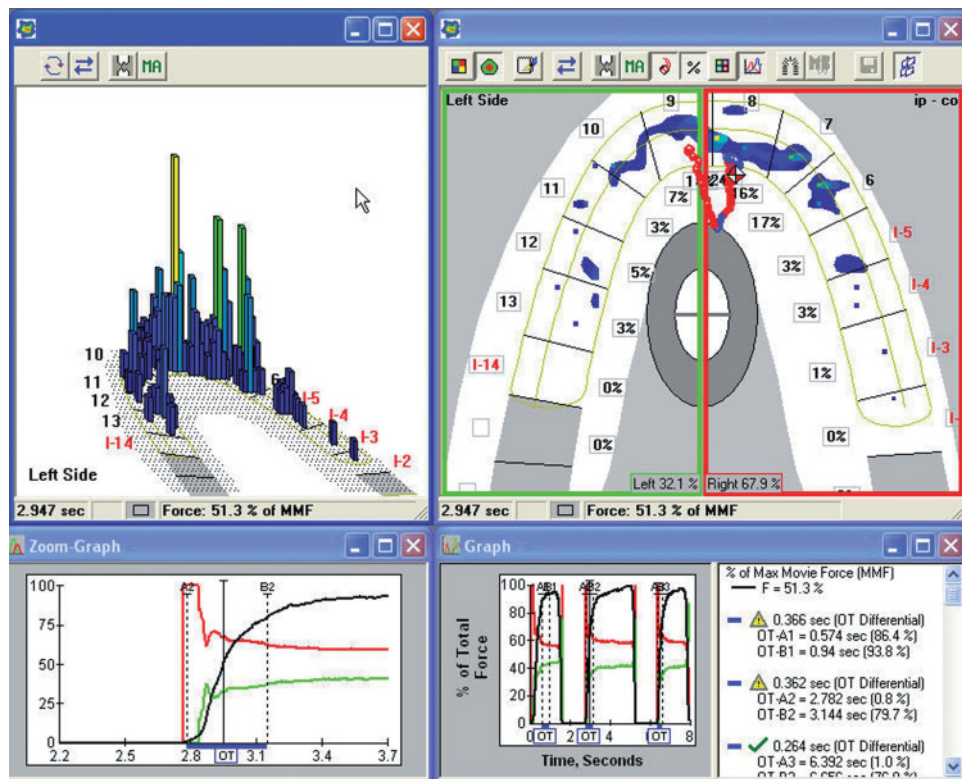 MA
10
11
12
13
I-14
6
I-5
I-4
I-3
I-2
Left Side
2.947 sec
Force: 51.3 % of MMF
MA
%
Left Side
9
8
ip - co
10
7
11
24
6
7%
16%
12
3%
17%
I-5
13
5%
3%
I-4
3%
I-14
I-3
0%
1%
0%
0%
Left 32.1 %
Right 67.9 %
2.947 sec
Force: 51.3 % of MMF
Zoom-Graph
100
75
50
25
0
A2
B2
2.2
2.5
2.8
OT
3.1
3.4
3.7
Graph
% of Total Force
100
80
60
40
20
0
0
OT
2
OT
4
6
OT
8
Time, Seconds
% of Max Movie Force (MMF)
F = 51.3 %
0.366 sec (OT Differential)
OT-A1 = 0.574 sec (86.4 %)
OT-B1 = 0.94 sec (93.8 %)
0.362 sec (OT Differential)
OT-A2 = 2.782 sec (0.8 %)
OT-B2 = 3.144 sec (79.7 %)
0.264 sec (OT Differential)
OT-A3 = 6.392 sec (1.0 %)